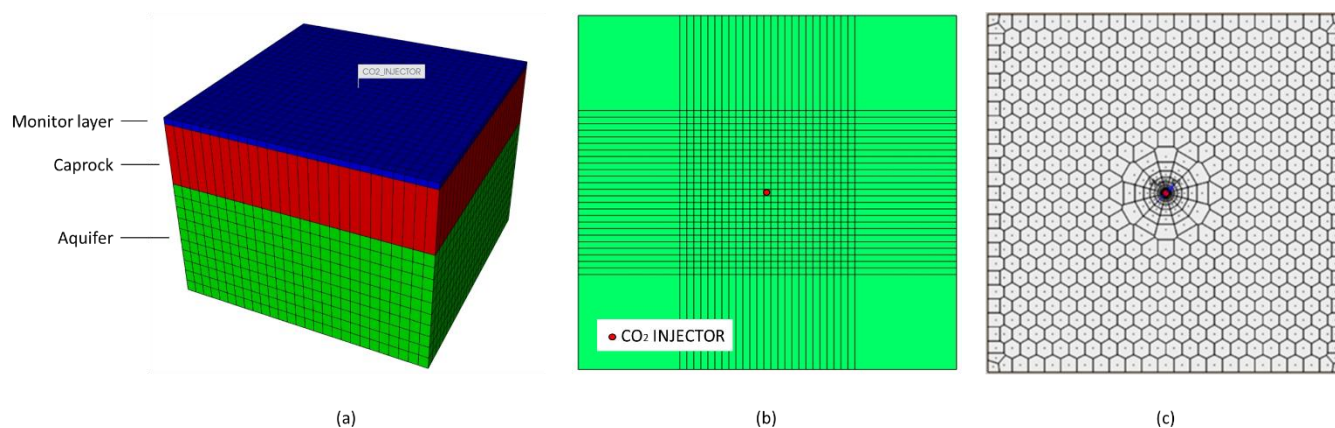 CO2_INJECTOR
Monitor layer
Caprock
Aquifer
CO₂ INJECTOR
(a)
(b)
(c)